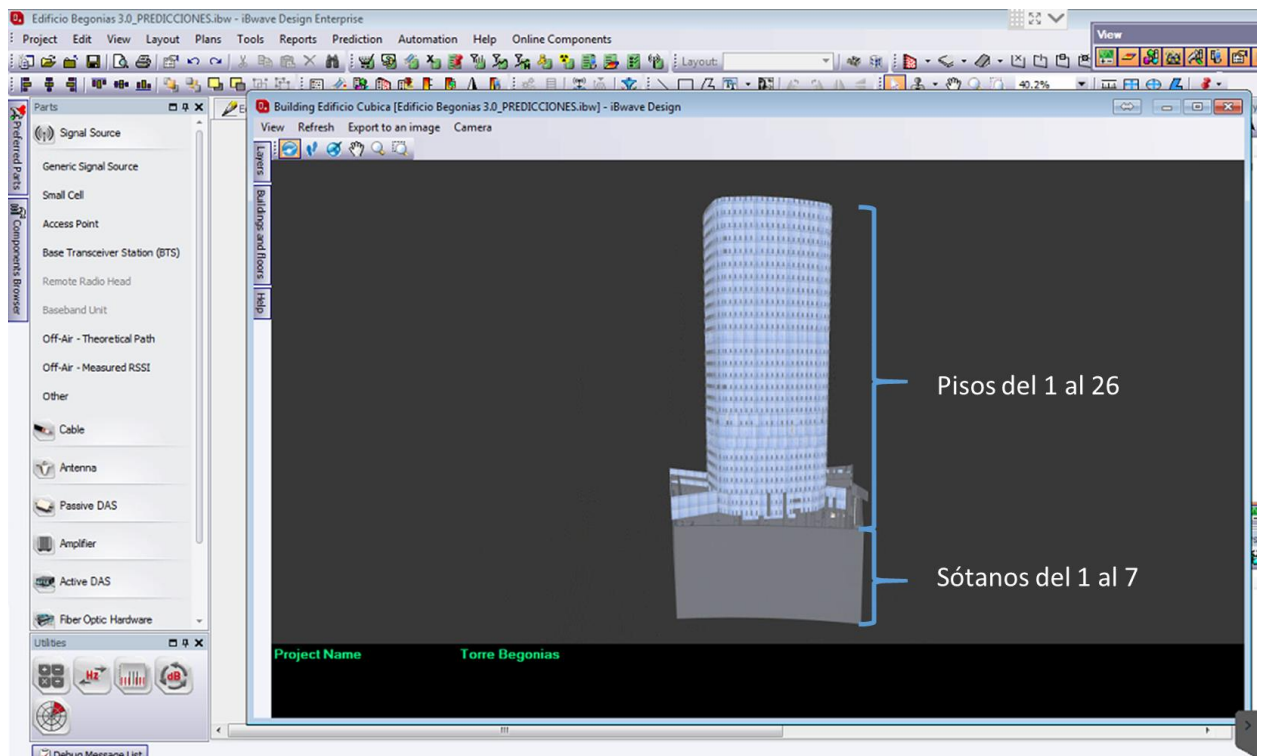 Edificio Begonias 3.0_PREDICCIONES.ibw - iBwave Design Enterprise
Project Edit View Layout Plans Tools Reports Prediction Automation Help Online Components
View
Layout:
40.2%
Parts
Building Edificio Cubica [Edificio Begonias 3.0_PREDICCIONES.ibw] - iBwave Design
View Refresh Export to an image Camera
Preferred Parts
Components Browser
Layers
Buildings and floors
Help
Signal Source
Generic Signal Source
Small Cell
Access Point
Base Transceiver Station (BTS)
Remote Radio Head
Baseband Unit
Off-Air - Theoretical Path
Off-Air - Measured RSSI
Other
Cable
Antenna
Passive DAS
Amplifier
Active DAS
Fiber Optic Hardware
Pisos del 1 al 26
Sótanos del 1 al 7
Utilities
Hz
dB
Project Name Torre Begonias
Debug Message List